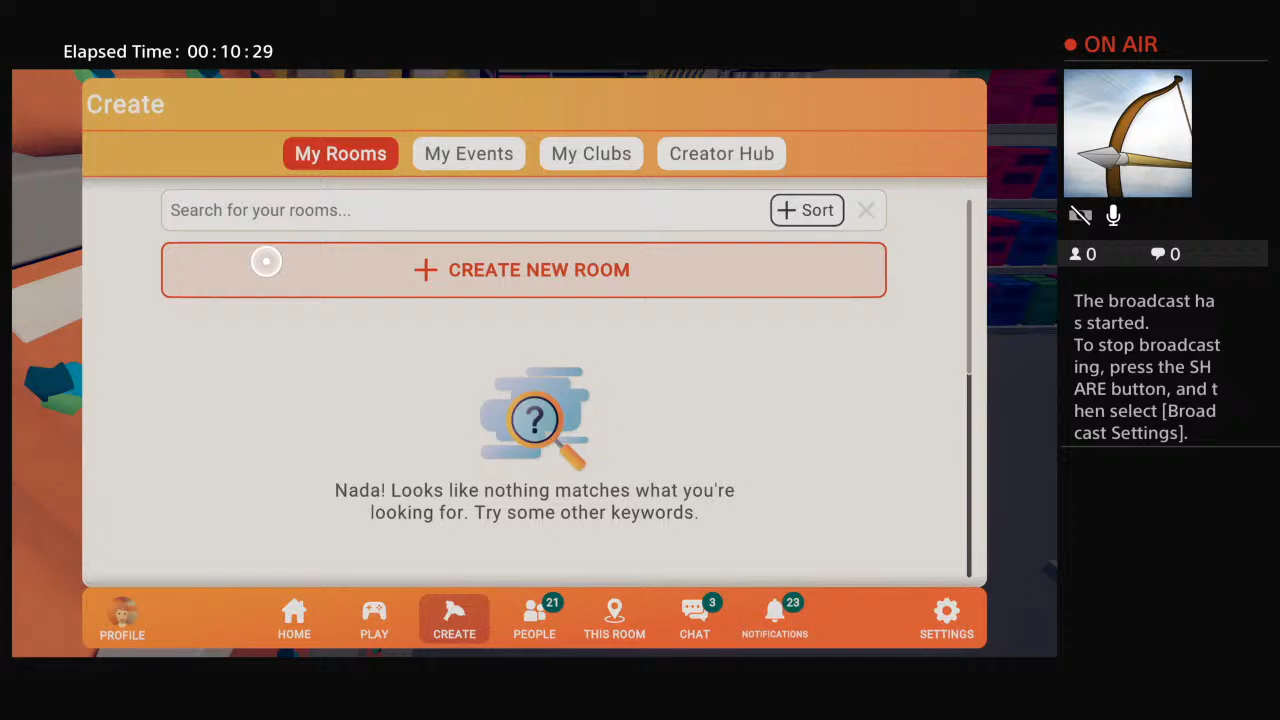 Elapsed Time: 00:10:29
ON AIR
Create
My Rooms
My Events
My Clubs
Creator Hub
Search for your rooms...
+ Sort
+ CREATE NEW ROOM
?
Nada! Looks like nothing matches what you're
looking for. Try some other keywords.
0
0
The broadcast ha
s started.
To stop broadcast
ing, press the SH
ARE button, and t
hen select [Broad
cast Settings].
PROFILE
HOME
PLAY
CREATE
21
PEOPLE
THIS ROOM
3
CHAT
23
NOTIFICATIONS
SETTINGS